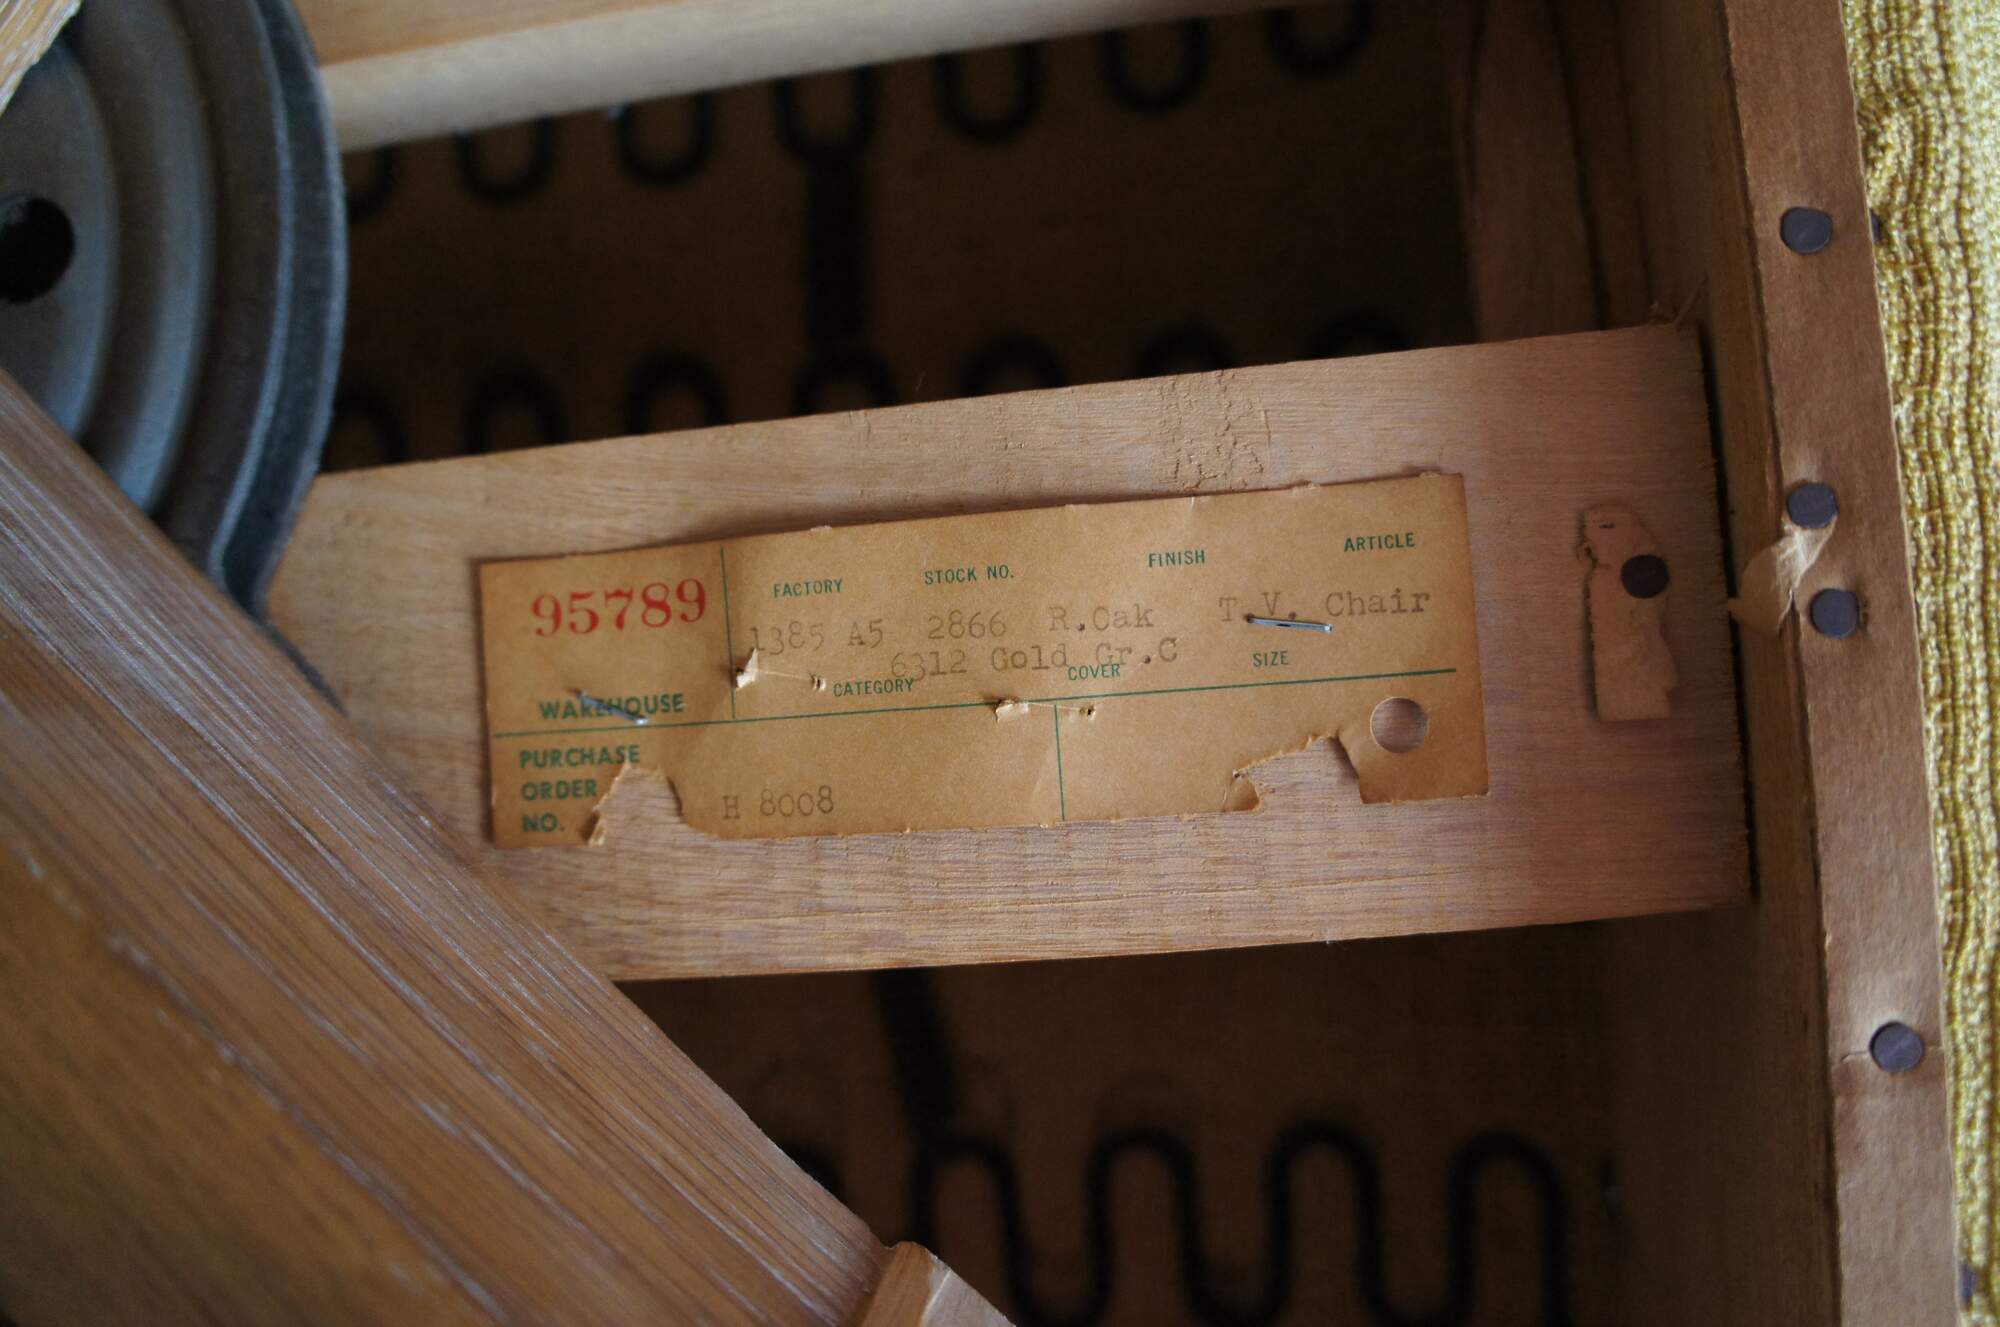 95789
FACTORY STOCK NO. FINISH ARTICLE
1385 A5 2866 R.Oak T.V. Chair
6312 Gold Gr.C
WAREHOUSE CATEGORY COVER SIZE
PURCHASE
ORDER
NO.
H 8008